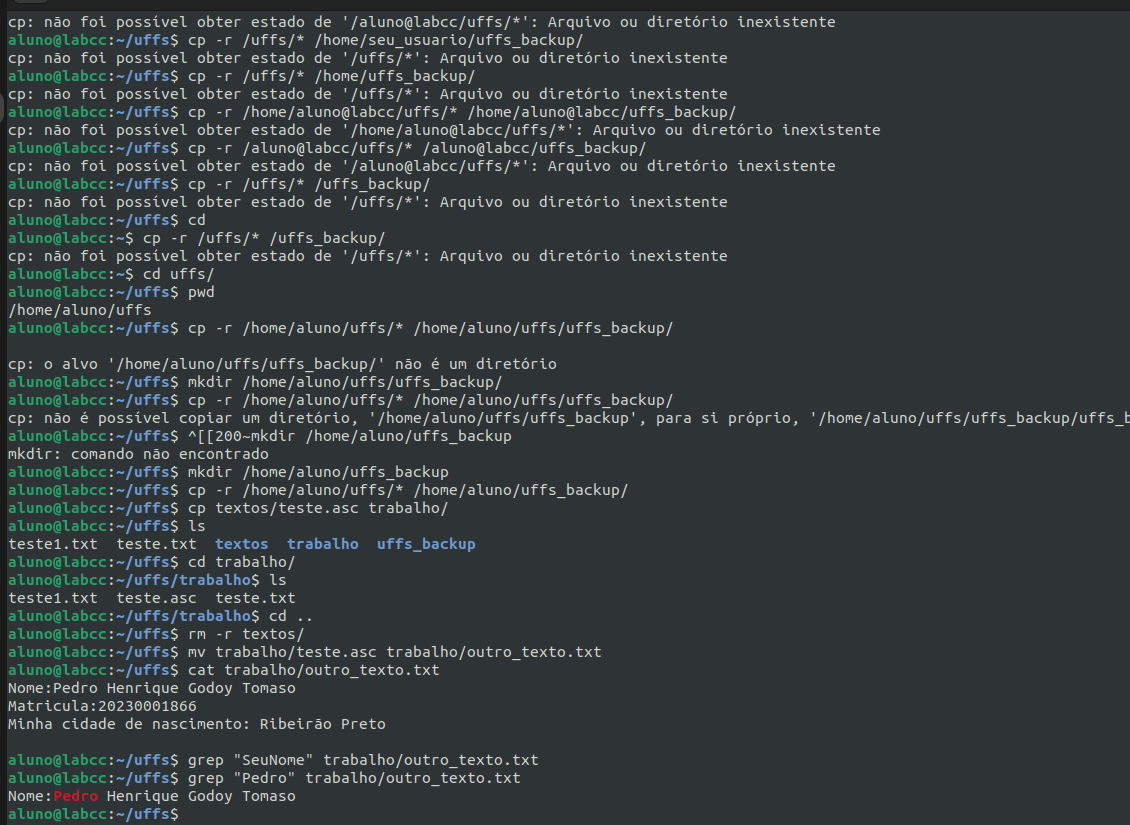 cp: não foi possível obter estado de '/aluno@labcc/uffs/*': Arquivo ou diretório inexistente
aluno@labcc:~/uffs$ cp -r /uffs/* /home/seu_usuario/uffs_backup/
cp: não foi possível obter estado de '/uffs/*': Arquivo ou diretório inexistente
aluno@labcc:~/uffs$ cp -r /uffs/* /home/uffs_backup/
cp: não foi possível obter estado de '/uffs/*': Arquivo ou diretório inexistente
aluno@labcc:~/uffs$ cp -r /home/aluno@labcc/uffs/* /home/aluno@labcc/uffs_backup/
cp: não foi possível obter estado de '/home/aluno@labcc/uffs/*': Arquivo ou diretório inexistente
aluno@labcc:~/uffs$ cp -r /aluno@labcc/uffs/* /aluno@labcc/uffs_backup/
cp: não foi possível obter estado de '/aluno@labcc/uffs/*': Arquivo ou diretório inexistente
aluno@labcc:~/uffs$ cp -r /uffs/* /uffs_backup/
cp: não foi possível obter estado de '/uffs/*': Arquivo ou diretório inexistente
aluno@labcc:~/uffs$ cd
aluno@labcc:~$ cp -r /uffs/* /uffs_backup/
cp: não foi possível obter estado de '/uffs/*': Arquivo ou diretório inexistente
aluno@labcc:~$ cd uffs/
aluno@labcc:~/uffs$ pwd
/home/aluno/uffs
aluno@labcc:~/uffs$ cp -r /home/aluno/uffs/* /home/aluno/uffs/uffs_backup/
cp: o alvo '/home/aluno/uffs/uffs_backup/' não é um diretório
aluno@labcc:~/uffs$ mkdir /home/aluno/uffs/uffs_backup/
aluno@labcc:~/uffs$ cp -r /home/aluno/uffs/* /home/aluno/uffs/uffs_backup/
cp: não é possível copiar um diretório, '/home/aluno/uffs/uffs_backup', para si próprio, '/home/aluno/uffs/uffs_backup/uffs_b
aluno@labcc:~/uffs$ ^[[200~mkdir /home/aluno/uffs_backup
mkdir: comando não encontrado
aluno@labcc:~/uffs$ mkdir /home/aluno/uffs_backup
aluno@labcc:~/uffs$ cp -r /home/aluno/uffs/* /home/aluno/uffs_backup/
aluno@labcc:~/uffs$ cp textos/teste.asc trabalho/
aluno@labcc:~/uffs$ ls
teste1.txt  teste.txt  textos  trabalho  uffs_backup
aluno@labcc:~/uffs$ cd trabalho/
aluno@labcc:~/uffs/trabalho$ ls
teste1.txt  teste.asc  teste.txt
aluno@labcc:~/uffs/trabalho$ cd ..
aluno@labcc:~/uffs$ rm -r textos/
aluno@labcc:~/uffs$ mv trabalho/teste.asc trabalho/outro_texto.txt
aluno@labcc:~/uffs$ cat trabalho/outro_texto.txt
Nome:Pedro Henrique Godoy Tomaso
Matricula:20230001866
Minha cidade de nascimento: Ribeirão Preto
aluno@labcc:~/uffs$ grep "SeuNome" trabalho/outro_texto.txt
aluno@labcc:~/uffs$ grep "Pedro" trabalho/outro_texto.txt
Nome:Pedro Henrique Godoy Tomaso
aluno@labcc:~/uffs$